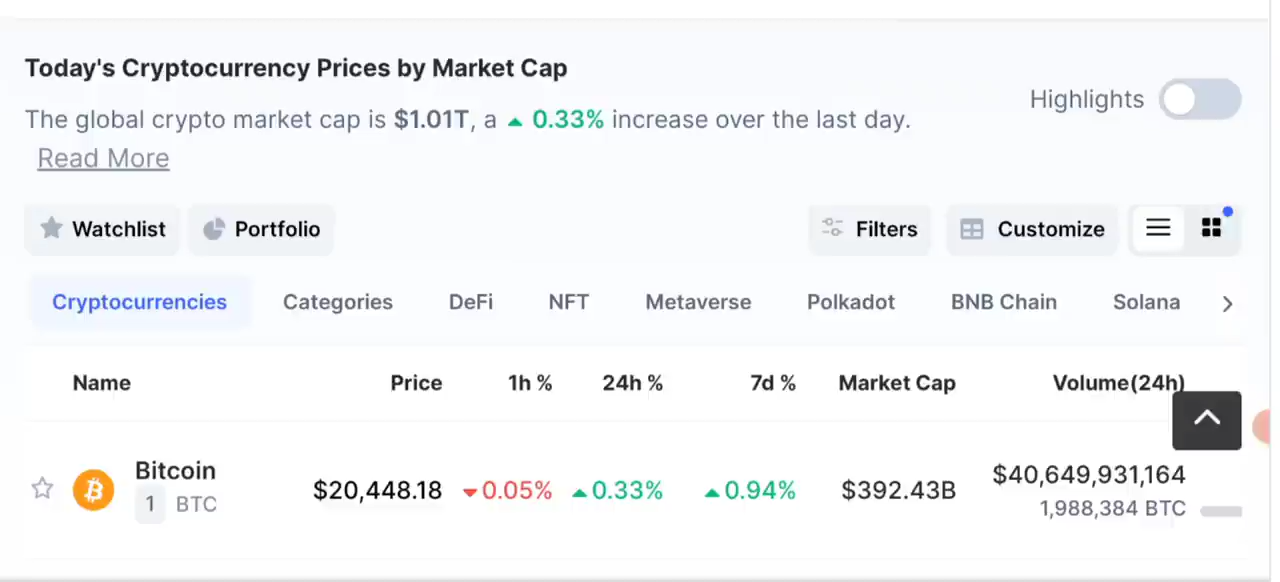 Today's Cryptocurrency Prices by Market Cap
The global crypto market cap is $1.01T, a ▲ 0.33% increase over the last day.
Read More
Highlights
Watchlist Portfolio Filters Customize
Cryptocurrencies Categories DeFi NFT Metaverse Polkadot BNB Chain Solana
Name Price 1h % 24h % 7d % Market Cap Volume(24h)
Bitcoin
1 BTC
$20,448.18 ▼0.05% ▲0.33% ▲0.94% $392.43B
$40,649,931,164
1,988,384 BTC